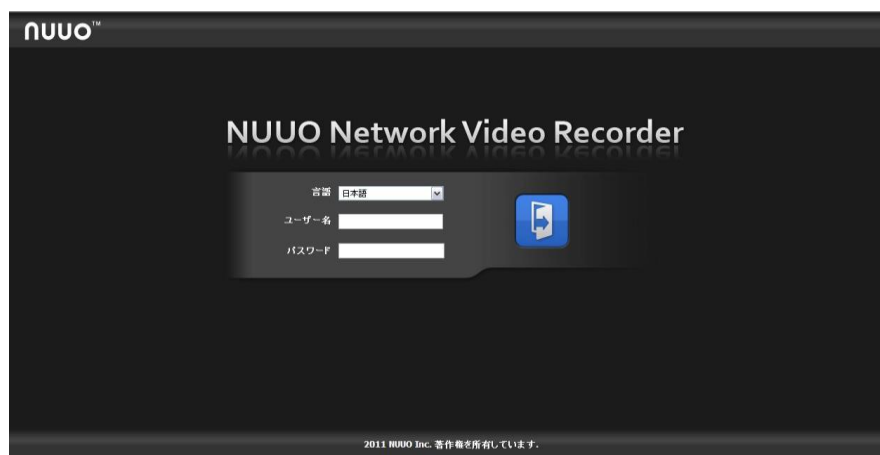 nuuo™
NUUO Network Video Recorder
言語 日本語
ユーザー名
パスワード
2011 NUUO Inc. 著作権を所有しています.